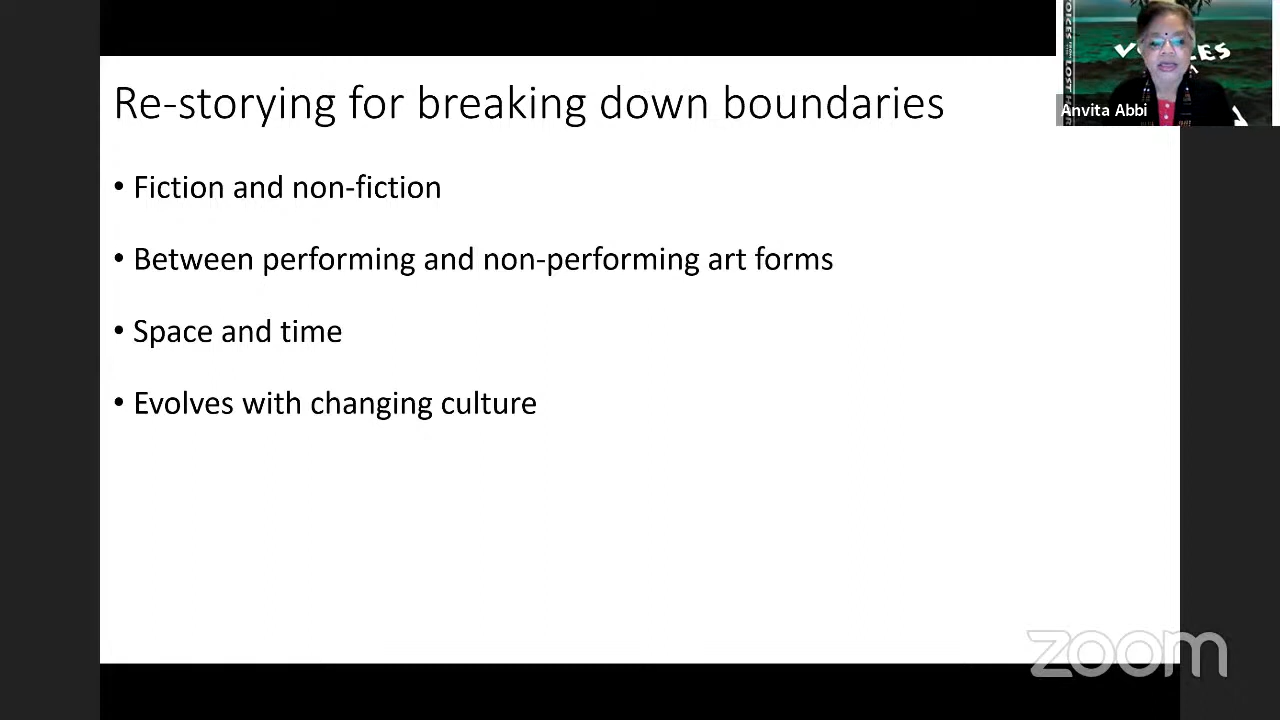 Re-storying for breaking down boundaries
• Fiction and non-fiction
• Between performing and non-performing art forms
• Space and time
• Evolves with changing culture
VOICES
Anvita Abbi
zoom